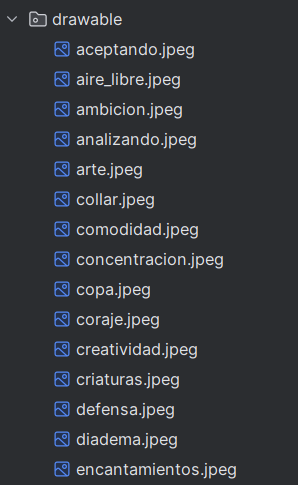 drawable
aceptando.jpeg
aire_libre.jpeg
ambicion.jpeg
analizando.jpeg
arte.jpeg
collar.jpeg
comodidad.jpeg
concentracion.jpeg
copa.jpeg
coraje.jpeg
creatividad.jpeg
criaturas.jpeg
defensa.jpeg
diadema.jpeg
encantamientos.jpeg